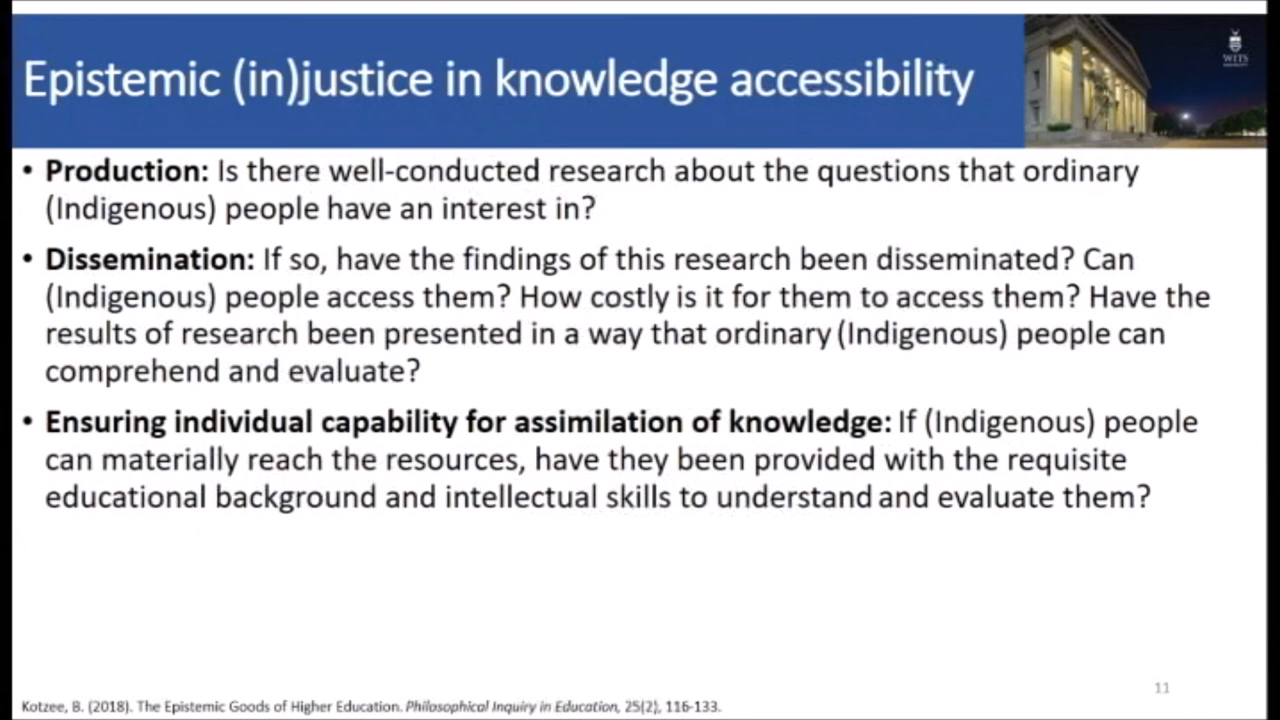 Epistemic (in)justice in knowledge accessibility
WITS
• Production: Is there well-conducted research about the questions that ordinary
(Indigenous) people have an interest in?
• Dissemination: If so, have the findings of this research been disseminated? Can
(Indigenous) people access them? How costly is it for them to access them? Have the
results of research been presented in a way that ordinary (Indigenous) people can
comprehend and evaluate?
• Ensuring individual capability for assimilation of knowledge: If (Indigenous) people
can materially reach the resources, have they been provided with the requisite
educational background and intellectual skills to understand and evaluate them?
11
Kotzee, B. (2018). The Epistemic Goods of Higher Education. Philosophical Inquiry in Education, 25(2), 116-133.